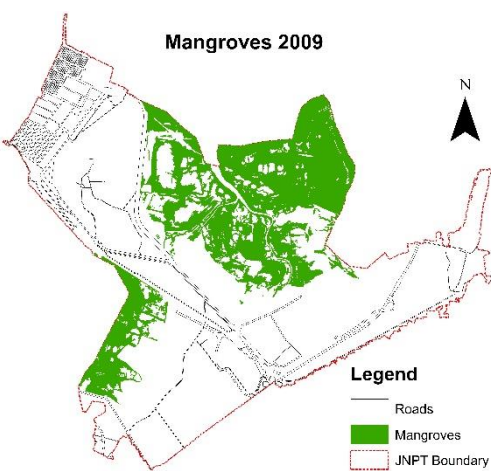 Mangroves 2009
N
Legend
Roads
Mangroves
JNPT Boundary